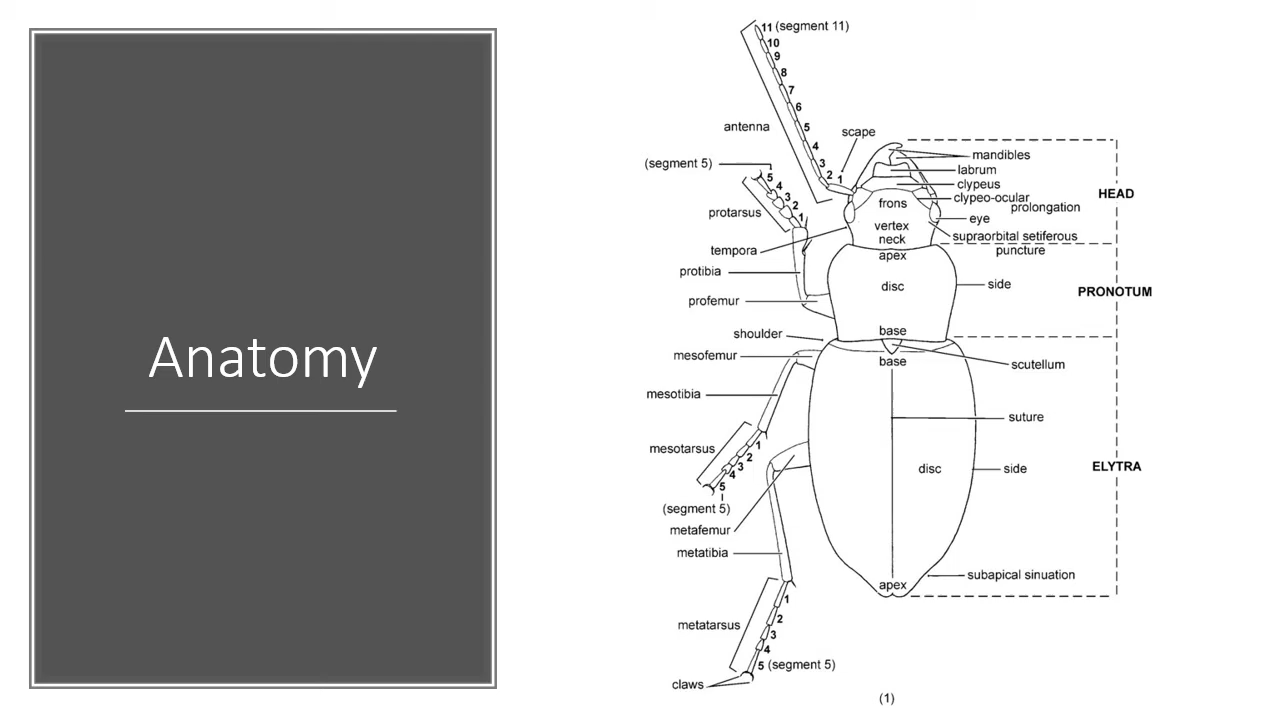 Anatomy
11 (segment 11)
10
9
8
7
6
5
4
3
2
1
antenna
scape
mandibles
labrum
clypeus
clypeo-ocular
prolongation
eye
supraorbital setiferous
puncture
HEAD
frons
vertex
neck
(segment 5)
5
4
3
2
1
protarsus
tempora
protibia
profemur
apex
disc
side
base
PRONOTUM
shoulder
mesofemur
base
scutellum
mesotibia
suture
mesotarsus
1
2
3
4
5
(segment 5)
disc
side
ELYTRA
metafemur
metatibia
apex
subapical sinuation
metatarsus
1
2
3
4
5 (segment 5)
claws
(1)